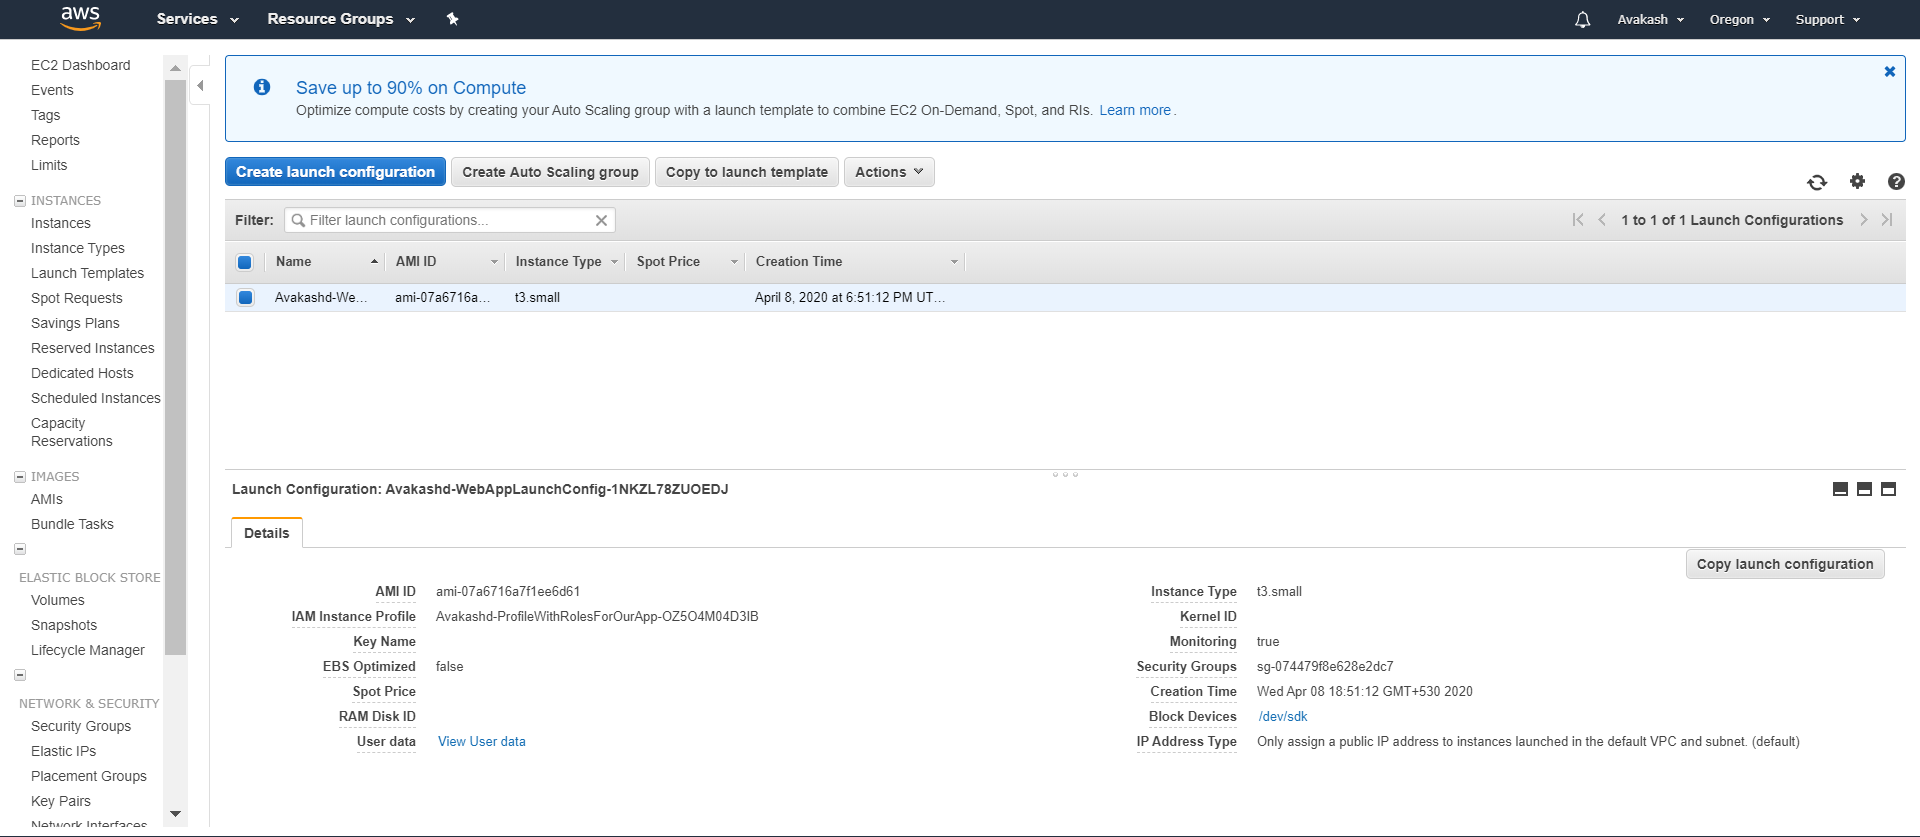 aws Services Resource Groups Avakash Oregon Support
EC2 Dashboard
Events
Tags
Reports
Limits
INSTANCES
Instances
Instance Types
Launch Templates
Spot Requests
Savings Plans
Reserved Instances
Dedicated Hosts
Scheduled Instances
Capacity
Reservations
IMAGES
AMIs
Bundle Tasks
ELASTIC BLOCK STORE
Volumes
Snapshots
Lifecycle Manager
NETWORK & SECURITY
Security Groups
Elastic IPs
Placement Groups
Key Pairs
Network Interfaces
Save up to 90% on Compute
Optimize compute costs by creating your Auto Scaling group with a launch template to combine EC2 On-Demand, Spot, and RIs. Learn more.
Create launch configuration Create Auto Scaling group Copy to launch template Actions
Filter: Filter launch configurations... 1 to 1 of 1 Launch Configurations
Name AMI ID Instance Type Spot Price Creation Time
Avakashd-We... ami-07a6716a... t3.small April 8, 2020 at 6:51:12 PM UT...
Launch Configuration: Avakashd-WebAppLaunchConfig-1NKZL78ZUOEDJ
Details
Copy launch configuration
AMI ID ami-07a6716a7f1ee6d61
IAM Instance Profile Avakashd-ProfileWithRolesForOurApp-OZ5O4M04D3IB
Key Name
EBS Optimized false
Spot Price
RAM Disk ID
User data View User data
Instance Type t3.small
Kernel ID
Monitoring true
Security Groups sg-074479f8e628e2dc7
Creation Time Wed Apr 08 18:51:12 GMT+530 2020
Block Devices /dev/sdk
IP Address Type Only assign a public IP address to instances launched in the default VPC and subnet. (default)